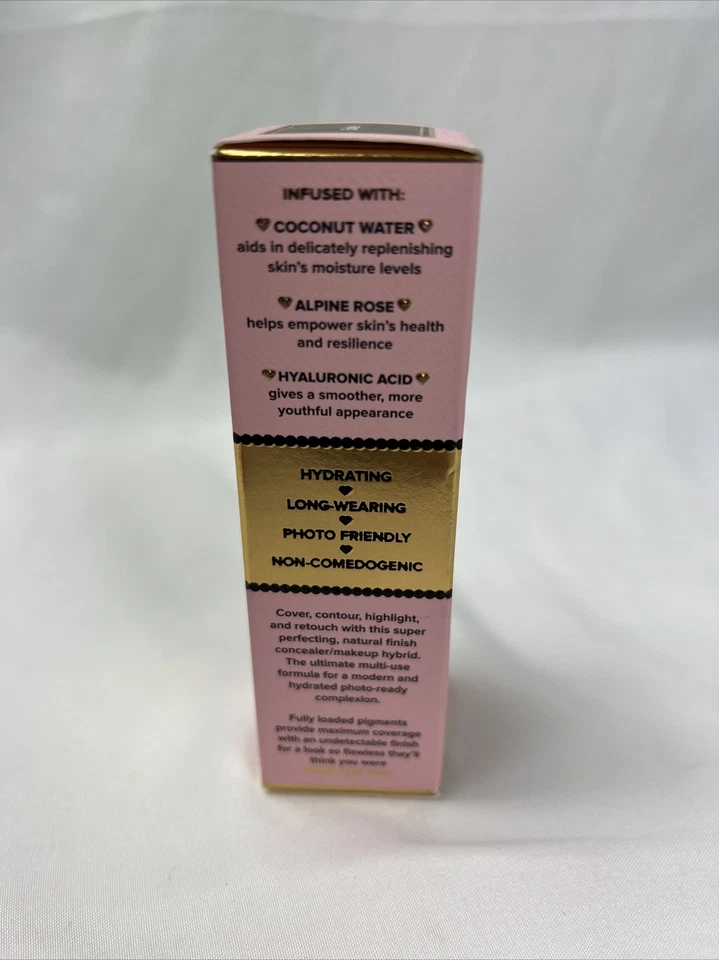 INFUSED WITH:
COCONUT WATER
aids in delicately replenishing
skin's moisture levels
ALPINE ROSE
helps empower skin's health
and resilience
HYALURONIC ACID
gives a smoother, more
youthful appearance
HYDRATING
LONG-WEARING
PHOTO FRIENDLY
NON-COMEDOGENIC
Cover, contour, highlight,
and retouch with this super
perfecting, natural finish
concealer/makeup hybrid.
The ultimate multi-use
formula for a modern and
hydrated photo-ready
complexion.
Fully loaded pigments
provide maximum coverage
with an undetectable finish
for a look so flawless they'll
think you were